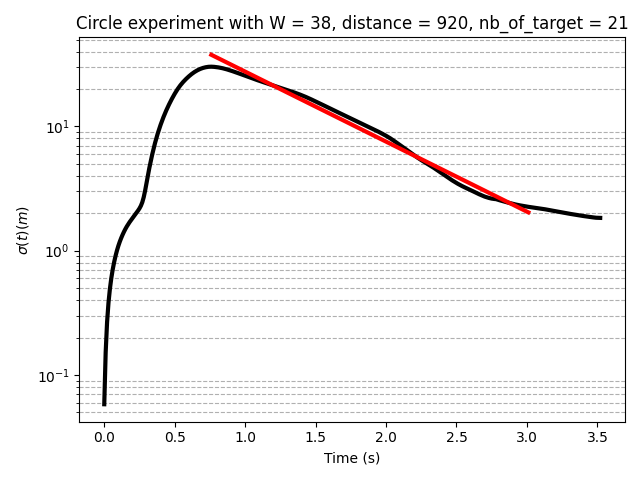 Circle experiment with W = 38, distance = 920, nb_of_target = 21
σ(t)(m)
10¹
10⁰
10⁻¹
0.0 0.5 1.0 1.5 2.0 2.5 3.0 3.5
Time (s)